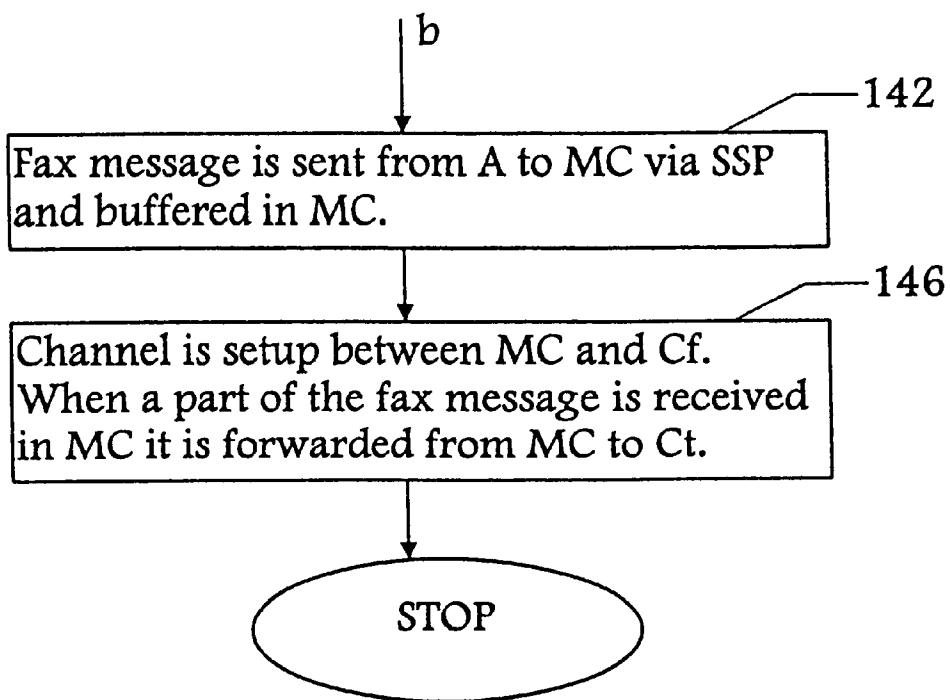 b
142
Fax message is sent from A to MC via SSP
and buffered in MC.
146
Channel is setup between MC and Cf.
When a part of the fax message is received
in MC it is forwarded from MC to Ct.
STOP